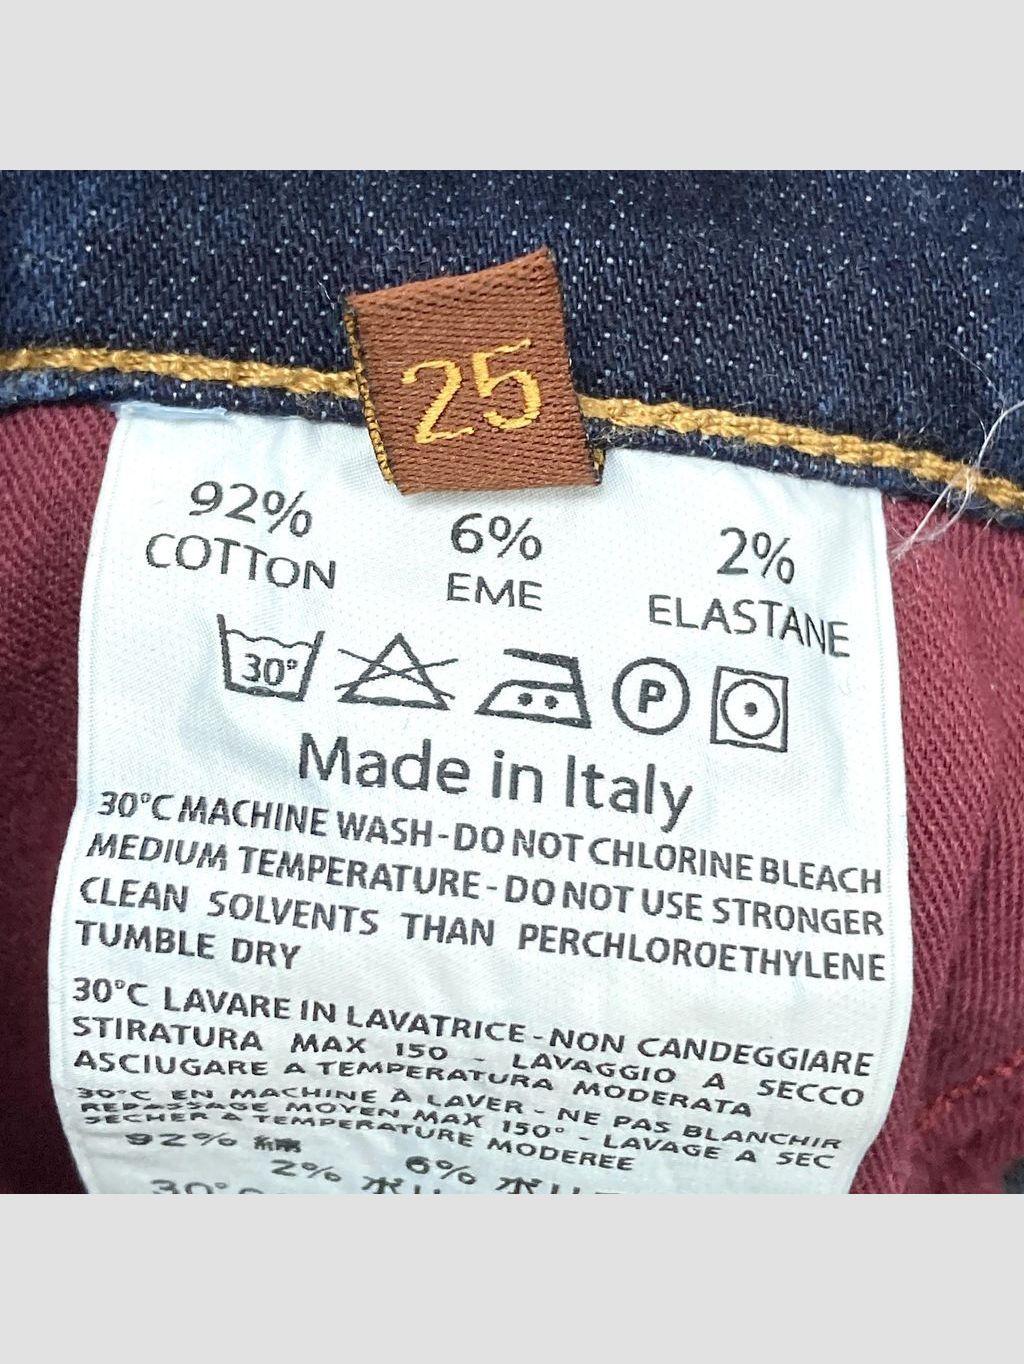 25
92% 6% 2%
COTTON EME ELASTANE
30° P
Made in Italy
30°C MACHINE WASH-DO NOT CHLORINE BLEACH
MEDIUM TEMPERATURE-DO NOT USE STRONGER
CLEAN SOLVENTS THAN PERCHLOROETHYLENE
TUMBLE DRY
30°C LAVARE IN LAVATRICE-NON CANDEGGIARE
STIRATURA MAX 150 - LAVAGGIO A SECCO
ASCIUGARE A TEMPERATURA MODERATA
30°C EN MACHINE À LAVER - NE PAS BLANCHIR
REPASSAGE MOYEN MAX 150° - LAVAGE A SEC
SECHER A TEMPERATURE MODEREE
92% 綿 6%
2%
30°